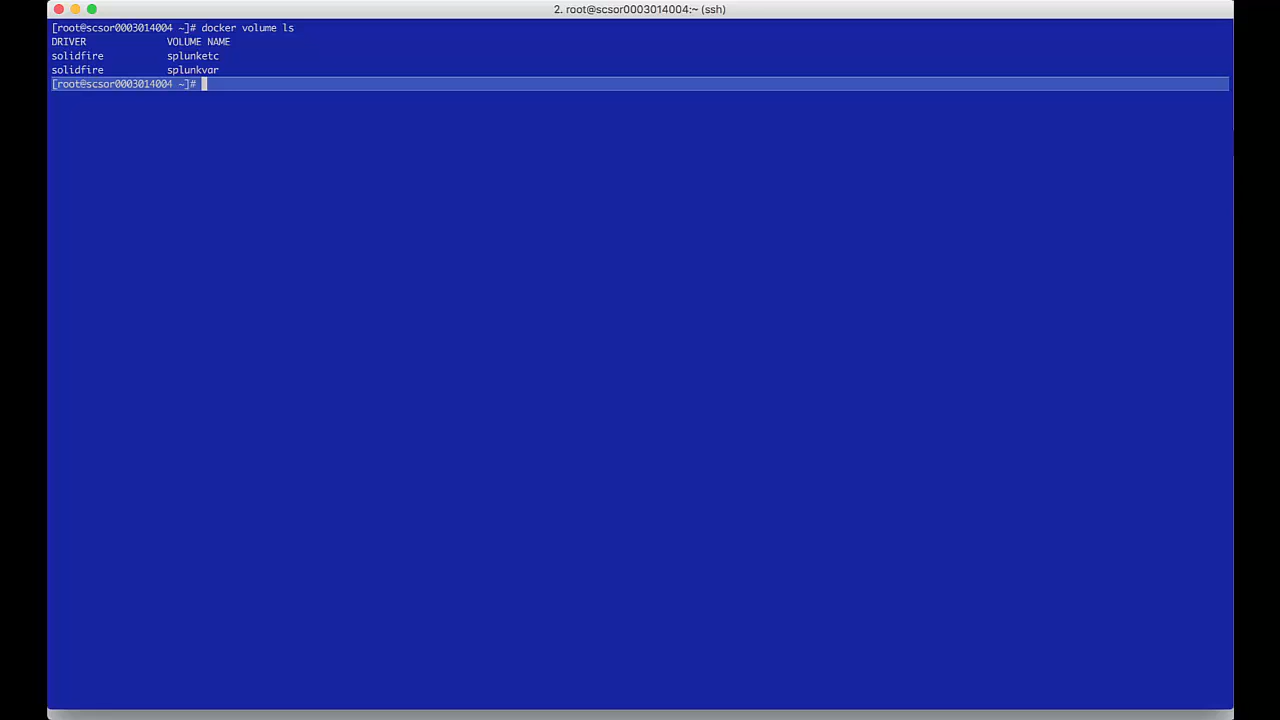 2. root@scsor0003014004:~ (ssh)
[root@scsor0003014004 ~]# docker volume ls
DRIVER              VOLUME NAME
solidfire           splunketc
solidfire           splunkvar
[root@scsor0003014004 ~]#